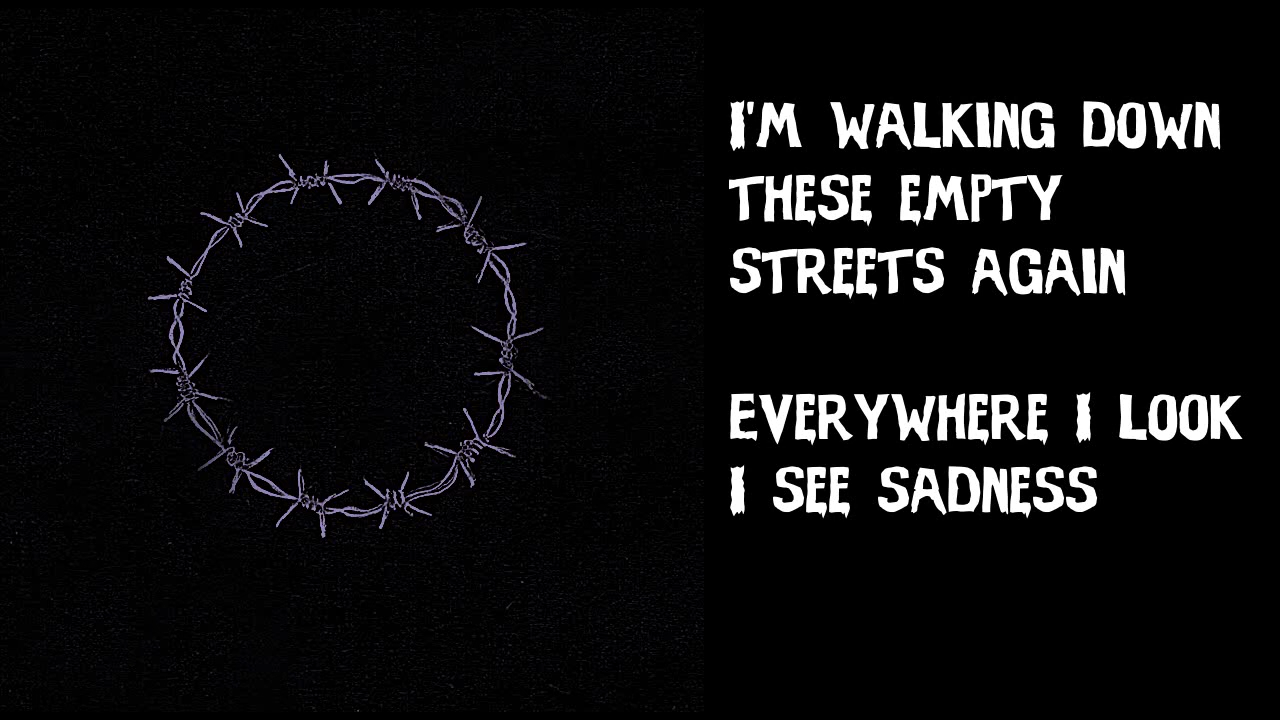 I'M WALKING DOWN
THESE EMPTY
STREETS AGAIN
EVERYWHERE I LOOK
I SEE SADNESS